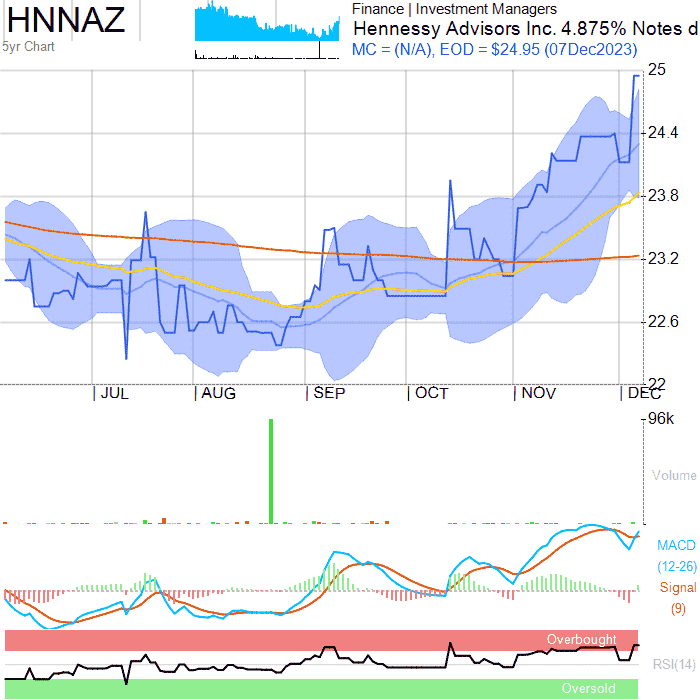 HNNAZ
5yr Chart
Finance | Investment Managers
Hennessy Advisors Inc. 4.875% Notes d
MC = (N/A), EOD = $24.95 (07Dec2023)
25
24.4
23.8
23.2
22.6
22
JUL AUG SEP OCT NOV DEC
96k
Volume
MACD
(12-26)
Signal
(9)
Overbought
RSI(14)
Oversold